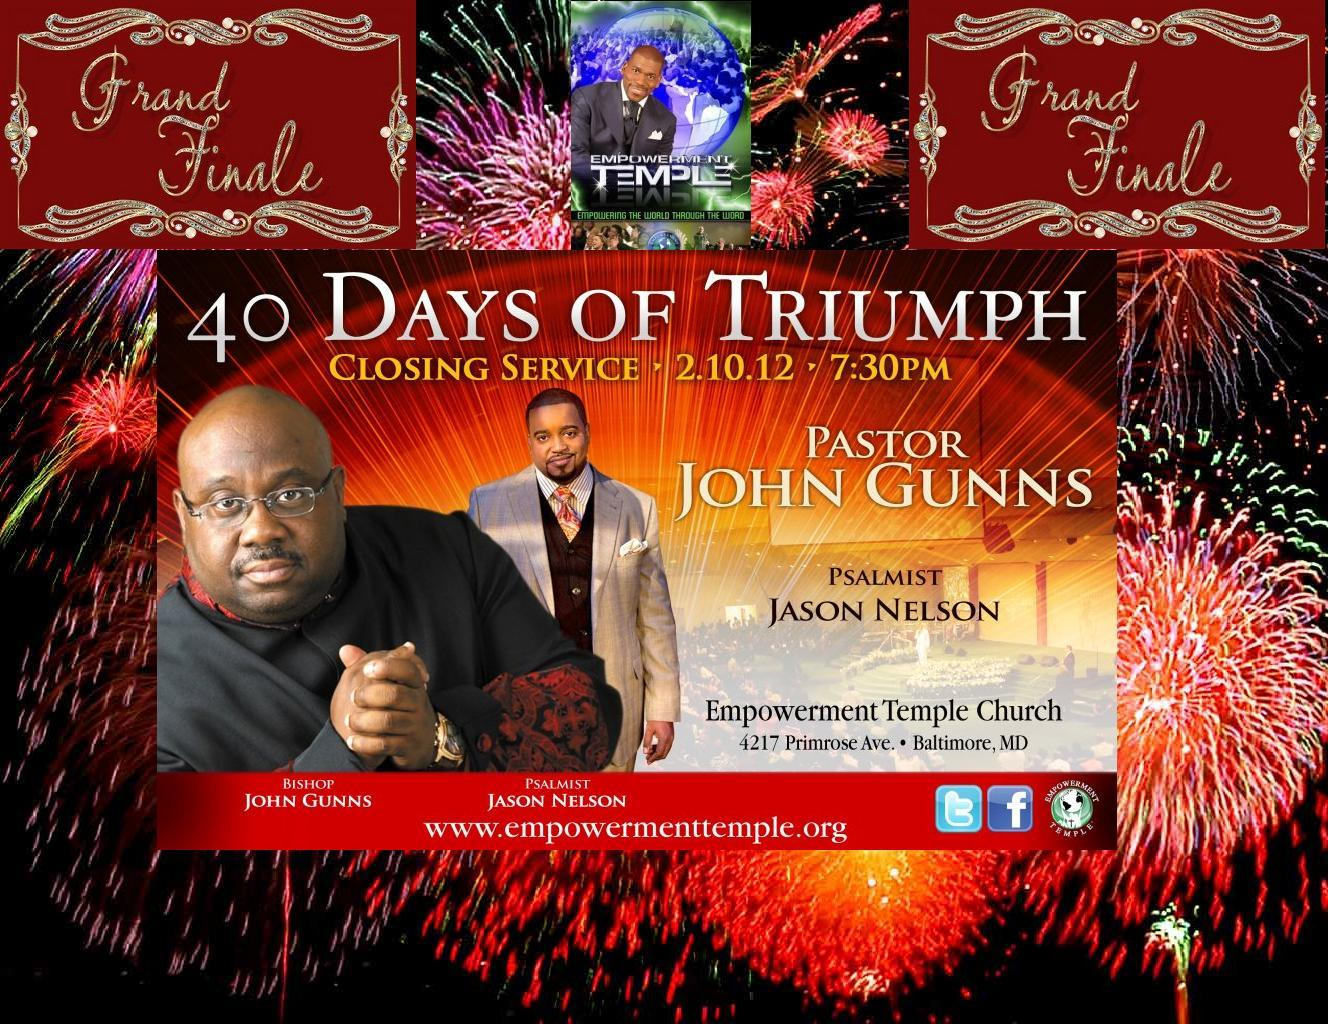 Grand
Finale
EMPOWERMENT
TEMPLE
EMPOWERING THE WORLD THROUGH THE WORD
Grand
Finale
40 DAYS OF TRIUMPH
CLOSING SERVICE · 2.10.12 · 7:30PM
PASTOR
JOHN GUNNS
PSALMIST
JASON NELSON
Empowerment Temple Church
4217 Primrose Ave. • Baltimore, MD
BISHOP
JOHN GUNNS
PSALMIST
JASON NELSON
www.empowermenttemple.org
t f
EMPOWERMENT
TEMPLE